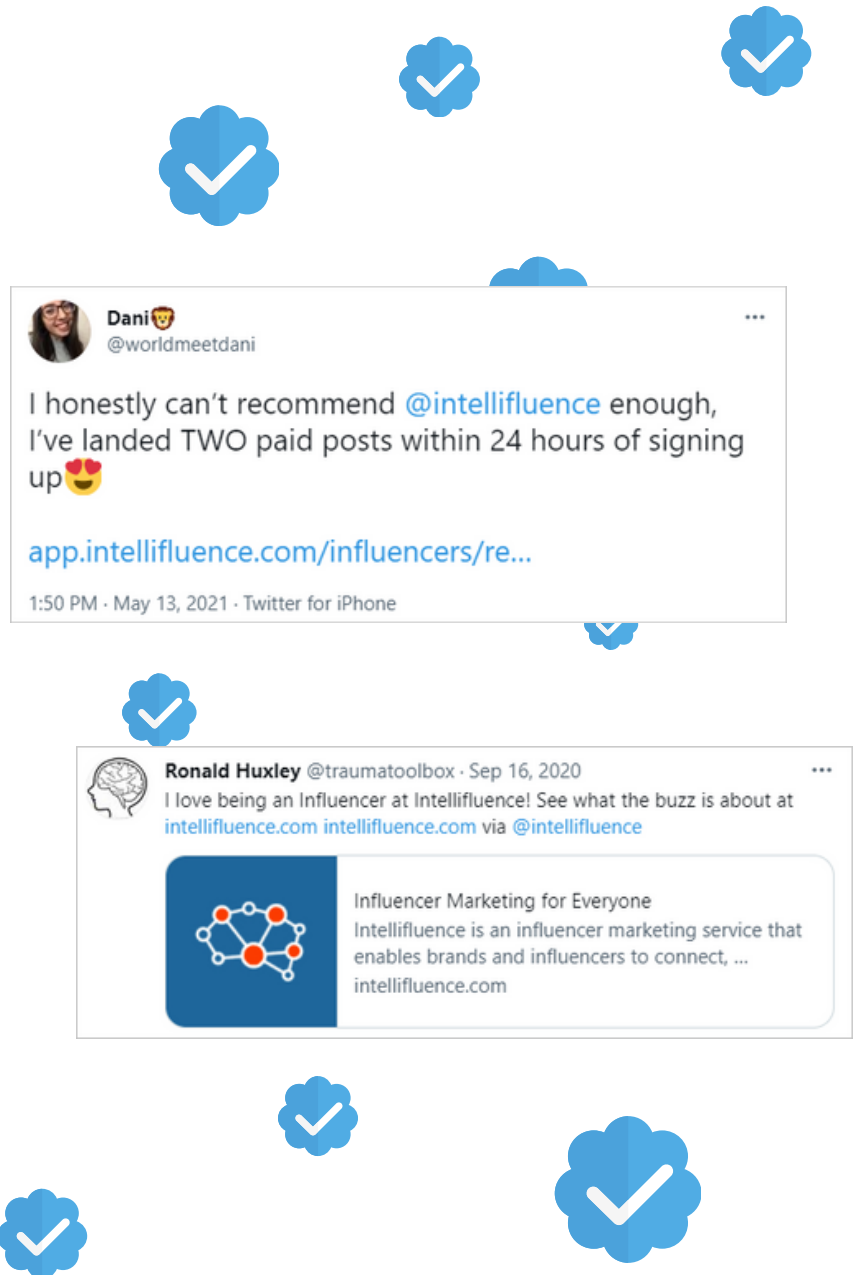 Dani🦁
@worldmeetdani
I honestly can't recommend @intellifluence enough,
I've landed TWO paid posts within 24 hours of signing
up😍
app.intellifluence.com/influencers/re...
1:50 PM · May 13, 2021 · Twitter for iPhone
Ronald Huxley @traumatoolbox · Sep 16, 2020
I love being an Influencer at Intellifluence! See what the buzz is about at
intellifluence.com intellifluence.com via @intellifluence
Influencer Marketing for Everyone
Intellifluence is an influencer marketing service that
enables brands and influencers to connect, ...
intellifluence.com